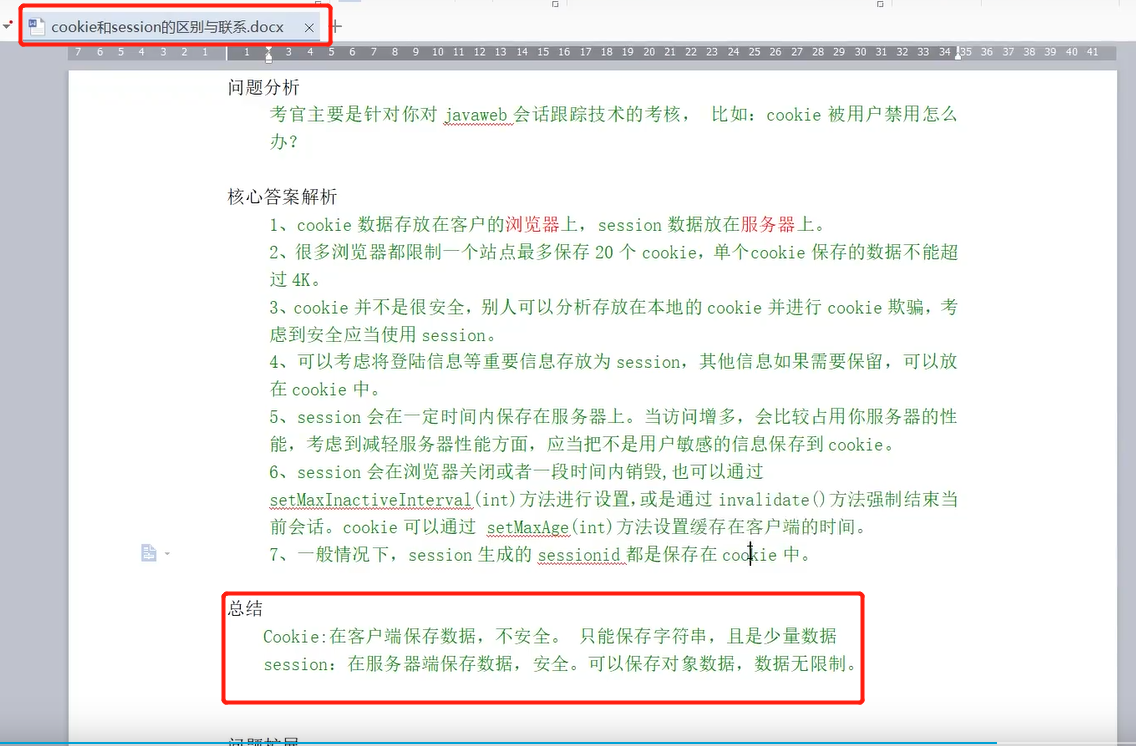 cookie和session的区别与联系.docx
7 6 5 4 3 2 1 1 3 4 5 6 7 8 9 10 11 12 13 14 15 16 17 18 19 20 21 22 23 24 25 26 27 28 29 30 31 32 33 34 35 36 37 38 39 40 41
问题分析
考官主要是针对你对 javaweb 会话跟踪技术的考核， 比如：cookie 被用户禁用怎么
办？
核心答案解析
1、cookie 数据存放在客户的浏览器上，session 数据放在服务器上。
2、很多浏览器都限制一个站点最多保存 20 个 cookie，单个cookie 保存的数据不能超
过 4K。
3、cookie 并不是很安全，别人可以分析存放在本地的 cookie 并进行 cookie 欺骗，考
虑到安全应当使用 session。
4、可以考虑将登陆信息等重要信息存放为 session，其他信息如果需要保留，可以放
在 cookie 中。
5、session 会在一定时间内保存在服务器上。当访问增多，会比较占用你服务器的性
能，考虑到减轻服务器性能方面，应当把不是用户敏感的信息保存到 cookie。
6、session 会在浏览器关闭或者一段时间内销毁,也可以通过
setMaxInactiveInterval(int)方法进行设置,或是通过 invalidate()方法强制结束当
前会话。cookie 可以通过 setMaxAge(int)方法设置缓存在客户端的时间。
7、一般情况下，session 生成的 sessionid 都是保存在 cookie 中。
总结
Cookie:在客户端保存数据，不安全。 只能保存字符串，且是少量数据
session：在服务器端保存数据，安全。可以保存对象数据，数据无限制。
问题扩展